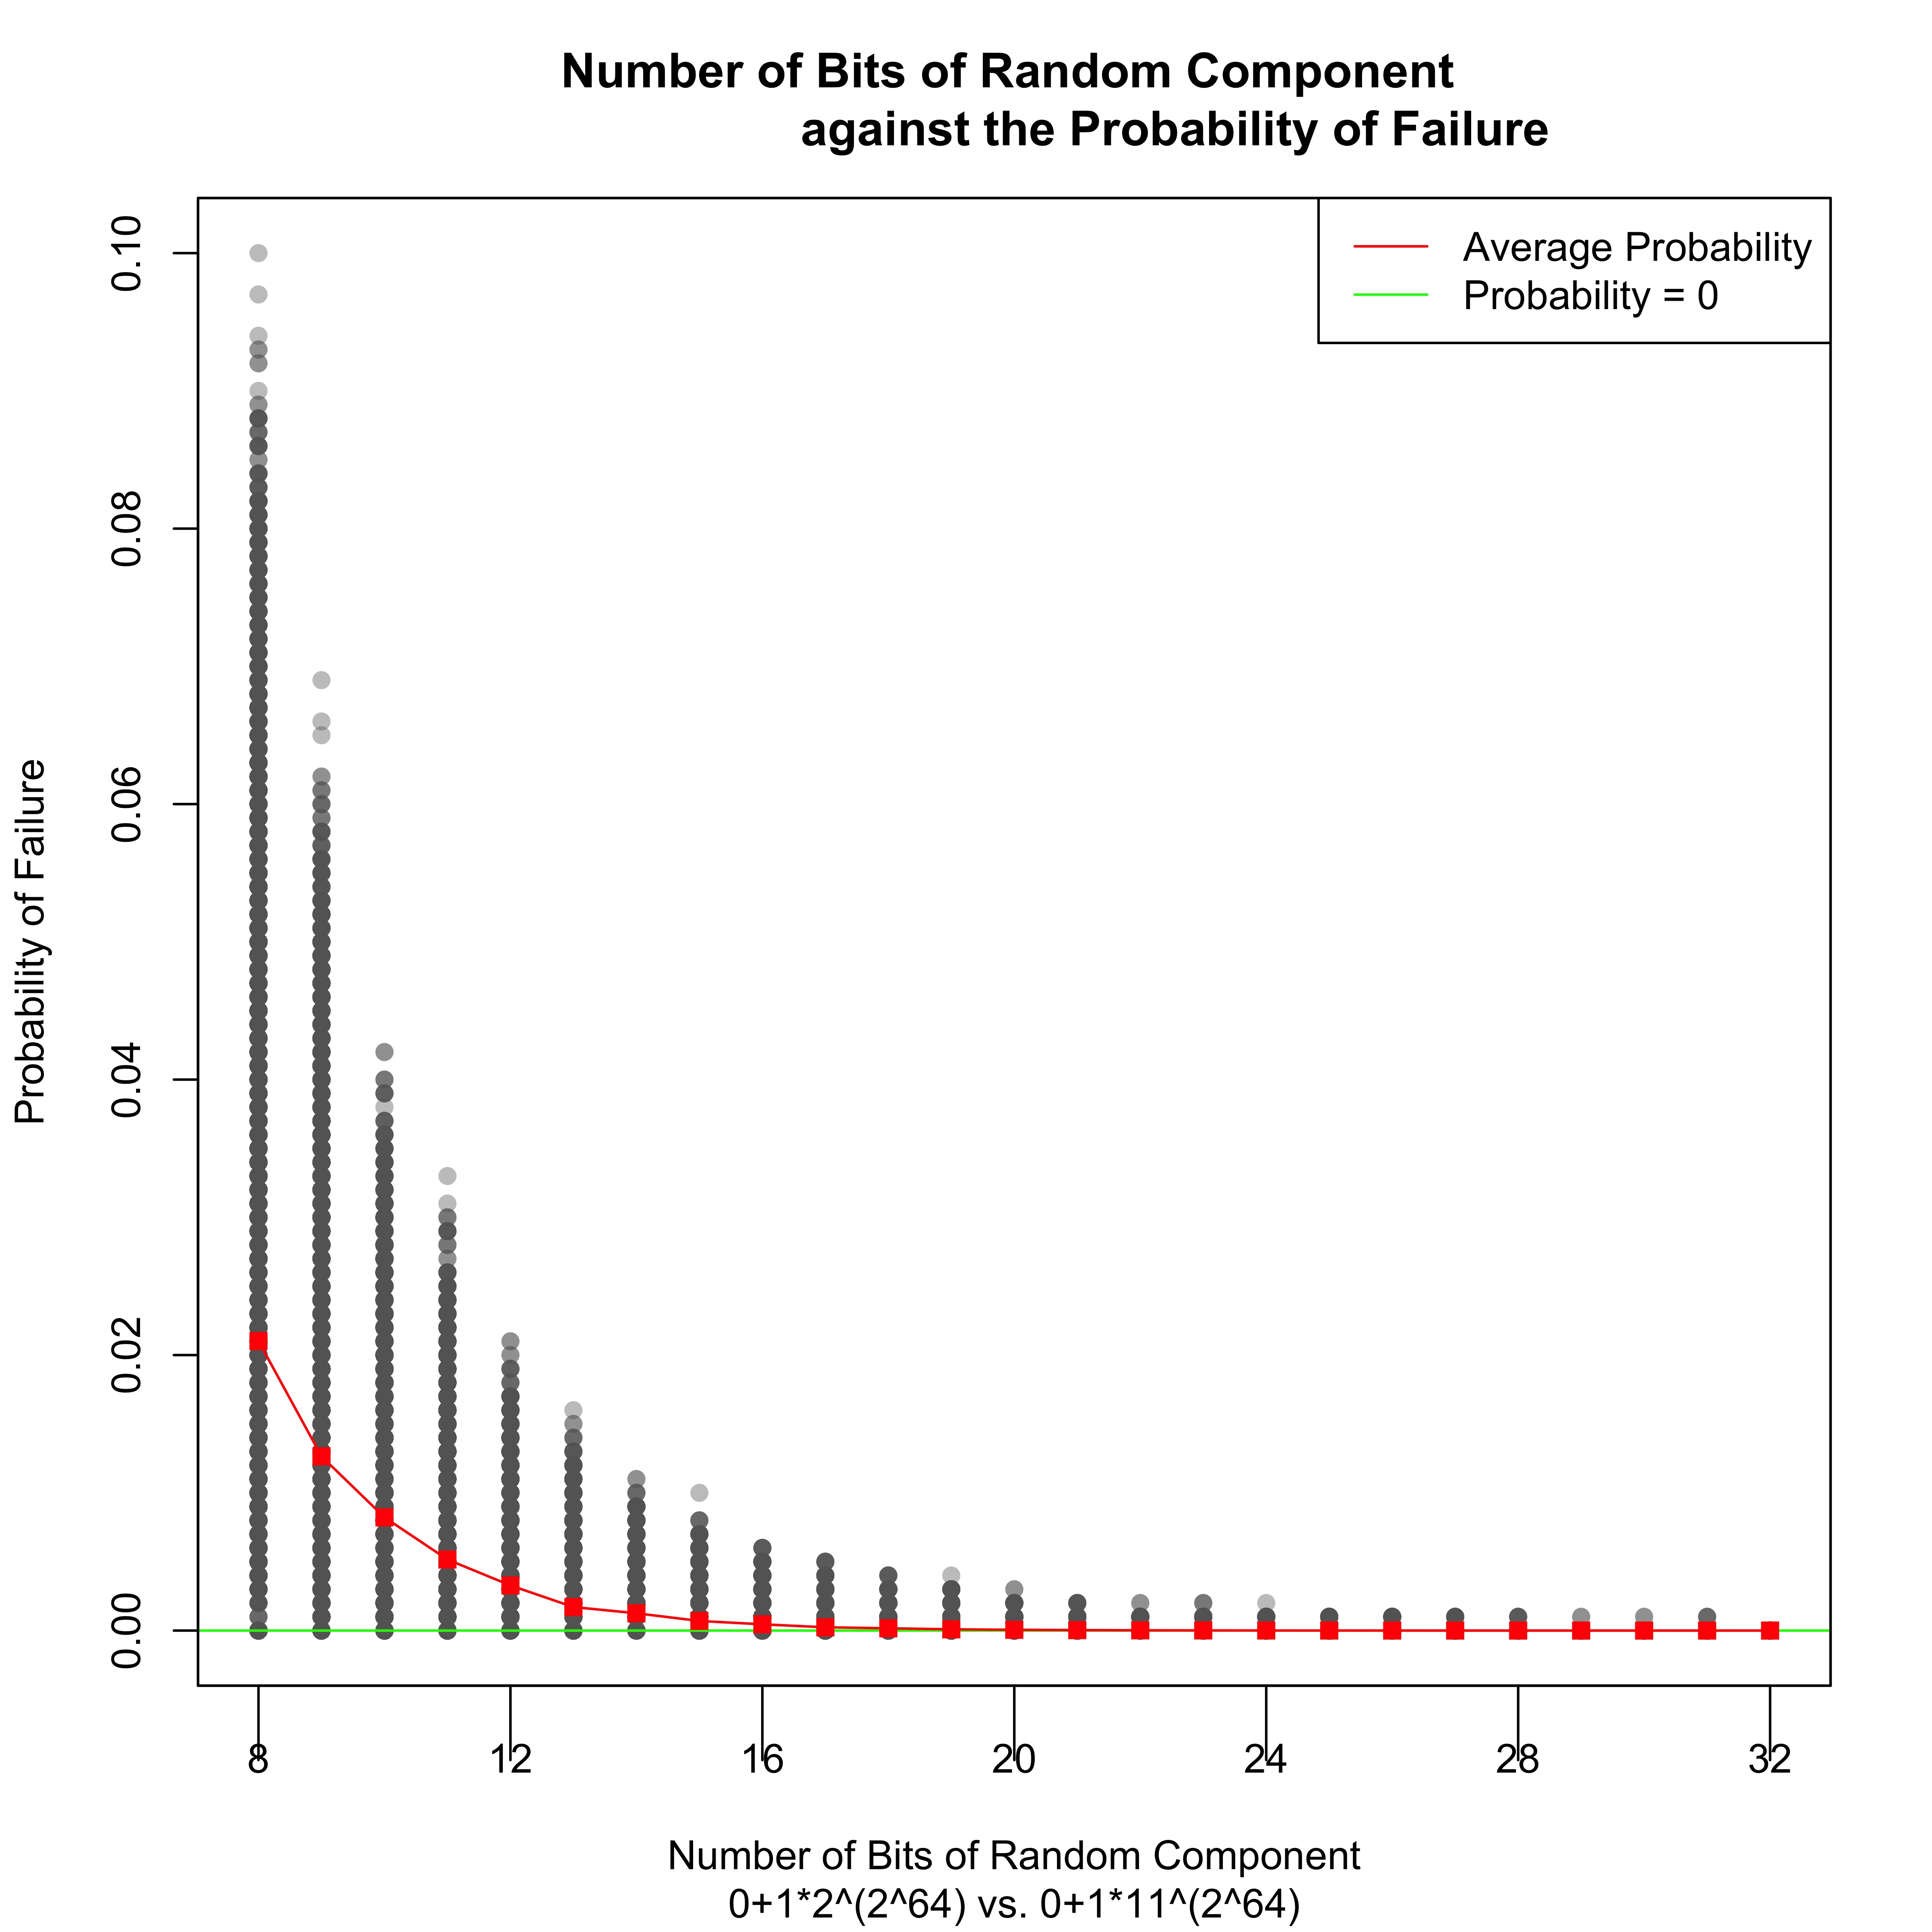 Number of Bits of Random Component
against the Probability of Failure
Average Probability
Probability = 0
Probability of Failure
0.10
0.08
0.06
0.04
0.02
0.00
8 12 16 20 24 28 32
Number of Bits of Random Component
0+1*2^(2^64) vs. 0+1*11^(2^64)